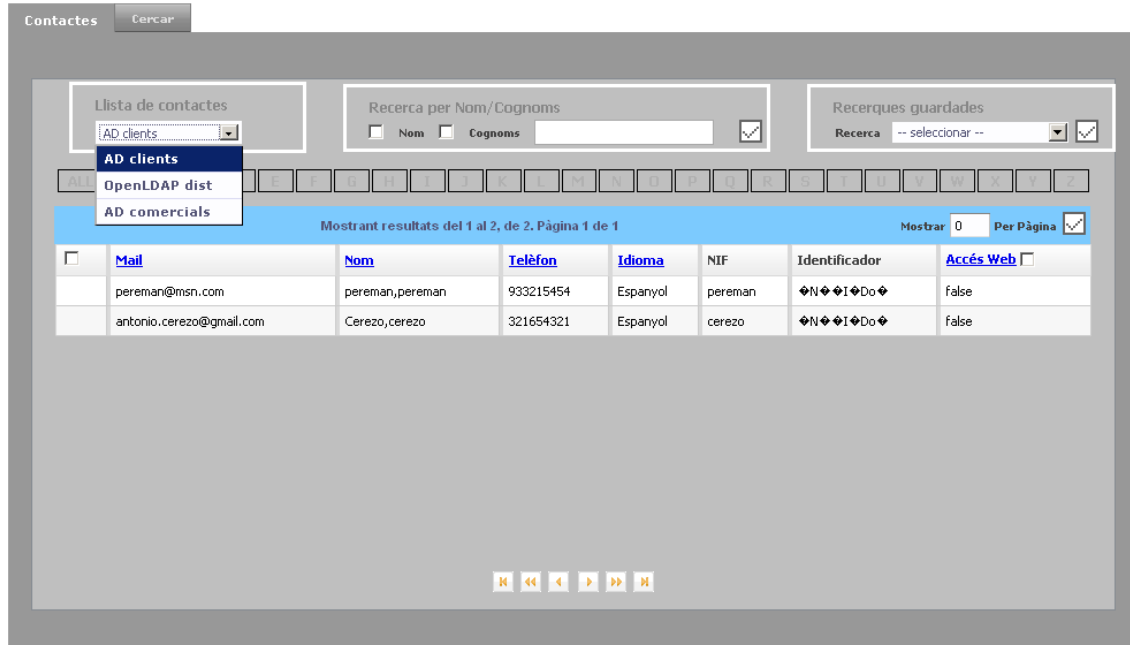 Contactes Cercar
Llista de contactes Recerca per Nom/Cognoms Recerques guardades
AD clients Nom Cognoms Recerca -- seleccionar --
AD clients
OpenLDAP dist
AD comercials
ALL E F G H I J K L M N O P Q R S T U V W X Y Z
Mostrant resultats del 1 al 2, de 2. Pàgina 1 de 1 Mostrar 0 Per Pàgina
Mail Nom Telèfon Idioma NIF Identificador Accés Web
pereman@msn.com pereman,pereman 933215454 Espanyol pereman �N��I�Do� false
antonio.cerezo@gmail.com Cerezo,cerezo 321654321 Espanyol cerezo �N��I�Do� false